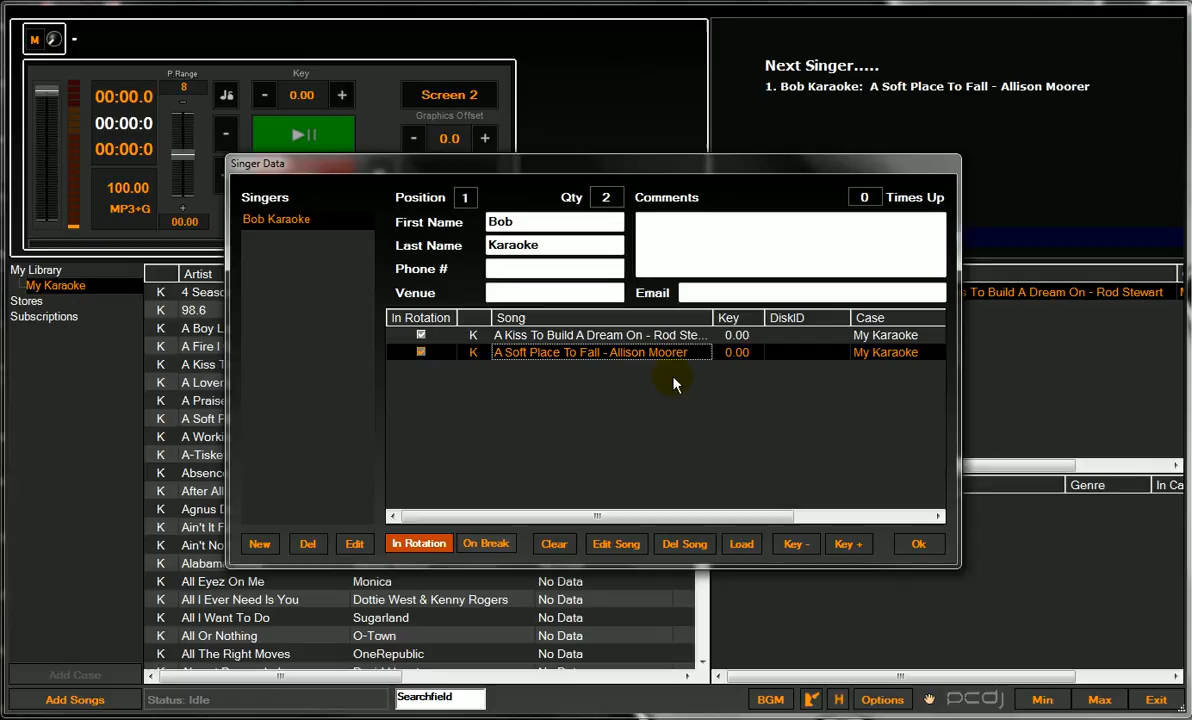 M -
P.Range
8
Key
00:00.0
00:00:0
00:00:0
- 0.00 +
Screen 2
Graphics Offset
- 0.0 +
-
100.00
MP3+G
+
00.00
Next Singer.....
1. Bob Karaoke: A Soft Place To Fall - Allison Moorer
Singer Data
Singers
Bob Karaoke
Position 1 Qty 2 Comments 0 Times Up
First Name Bob
Last Name Karaoke
Phone #
Venue Email
In Rotation Song Key DiskID Case
K A Kiss To Build A Dream On - Rod Ste... 0.00 My Karaoke
K A Soft Place To Fall - Allison Moorer 0.00 My Karaoke
New Del Edit In Rotation On Break Clear Edit Song Del Song Load Key - Key + Ok
My Library
My Karaoke
Stores
Subscriptions
Artist
K 4 Seaso
K 98.6
K A Boy L
K A Fire I
K A Kiss T
K A Lover
K A Praise
K A Soft F
K A Worki
K A-Tiske
K Absence
K After All
K Agnus D
K Ain't It F
K Ain't No
K Alabam
K All Eyez On Me Monica No Data
K All I Ever Need Is You Dottie West & Kenny Rogers No Data
K All I Want To Do Sugarland No Data
K All Or Nothing O-Town No Data
K All The Right Moves OneRepublic No Data
s To Build A Dream On - Rod Stewart
Genre In Ca
Add Case
Add Songs
Status: Idle
Searchfield
BGM H Options pcdj Min Max Exit